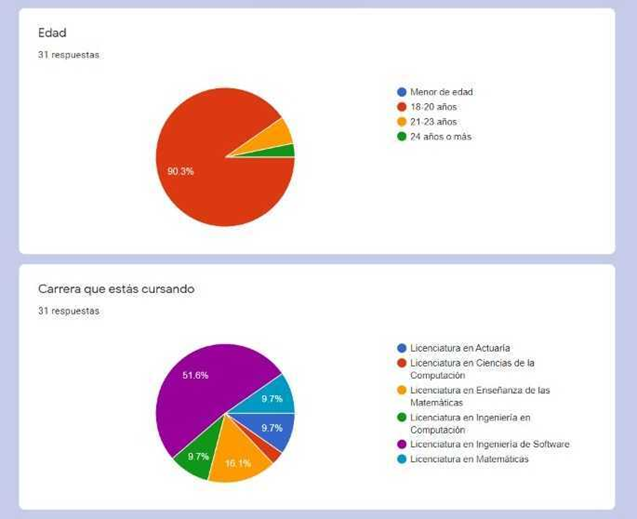 Edad
31 respuestas
Menor de edad
18-20 años
21-23 años
24 años o más
90.3%
Carrera que estás cursando
31 respuestas
Licenciatura en Actuaría
Licenciatura en Ciencias de la
Computación
Licenciatura en Enseñanza de las
Matemáticas
Licenciatura en Ingeniería en
Computación
Licenciatura en Ingeniería de Software
Licenciatura en Matemáticas
51.6%
9.7%
9.7%
9.7%
16.1%